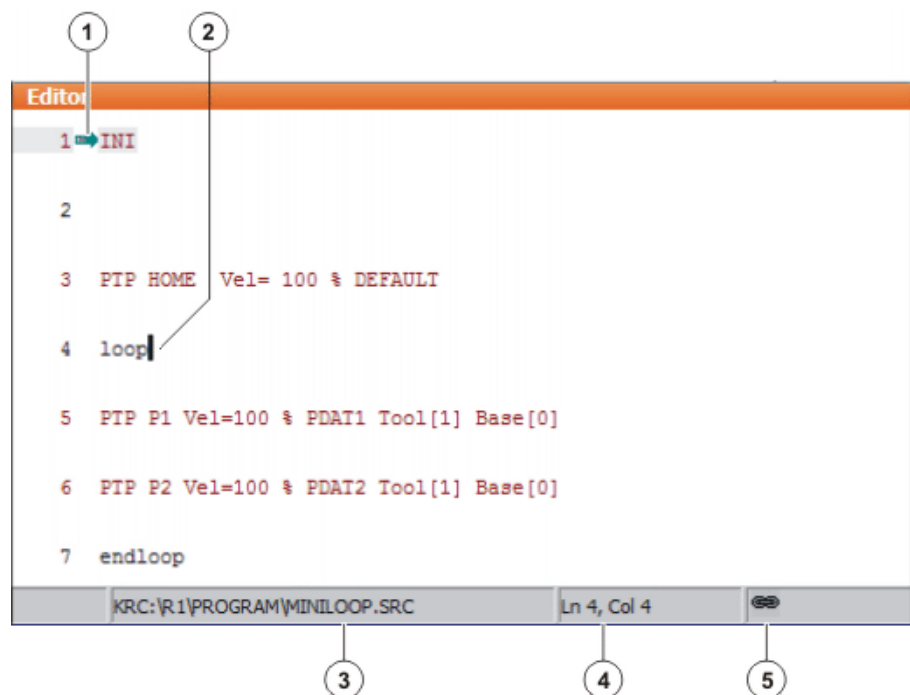 1 2
Editor
1 INI
2
3 PTP HOME Vel= 100 % DEFAULT
4 loop
5 PTP P1 Vel=100 % PDAT1 Tool[1] Base[0]
6 PTP P2 Vel=100 % PDAT2 Tool[1] Base[0]
7 endloop
KRC:\R1\PROGRAM\MINILOOP.SRC Ln 4, Col 4
3 4 5